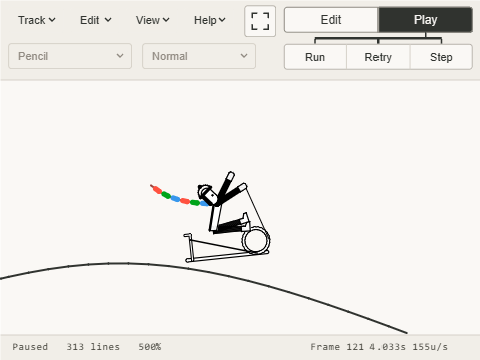 Track Edit View Help Edit Play
Pencil Normal Run Retry Step
Paused 313 lines 500% Frame 121 4.033s 155u/s